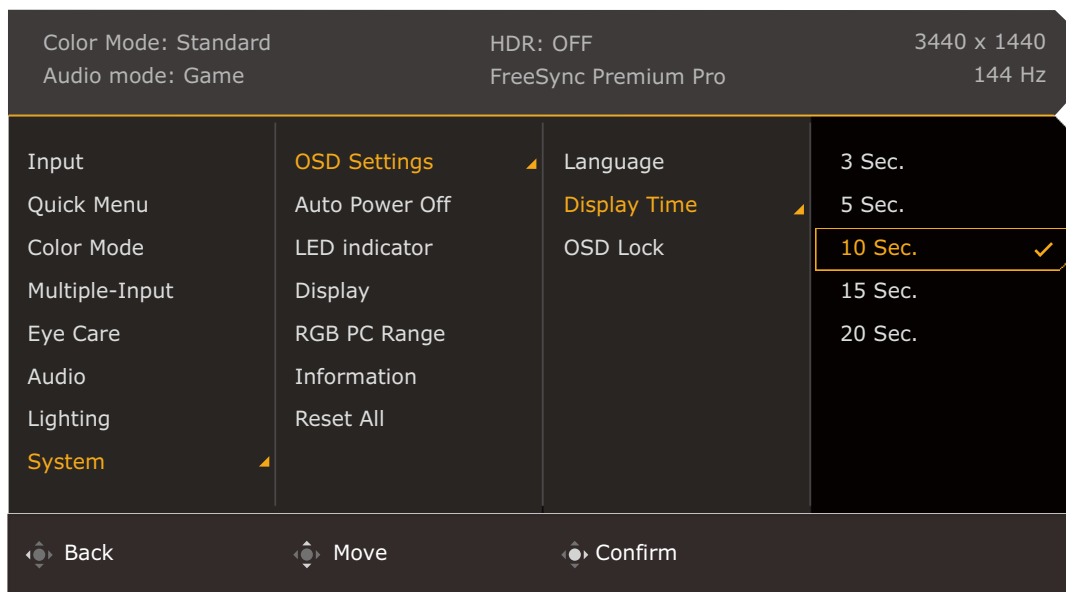 Color Mode: Standard
Audio mode: Game
HDR: OFF
FreeSync Premium Pro
3440 x 1440
144 Hz
Input
Quick Menu
Color Mode
Multiple-Input
Eye Care
Audio
Lighting
System
OSD Settings
Auto Power Off
LED indicator
Display
RGB PC Range
Information
Reset All
Language
Display Time
OSD Lock
3 Sec.
5 Sec.
10 Sec.
15 Sec.
20 Sec.
Back
Move
Confirm